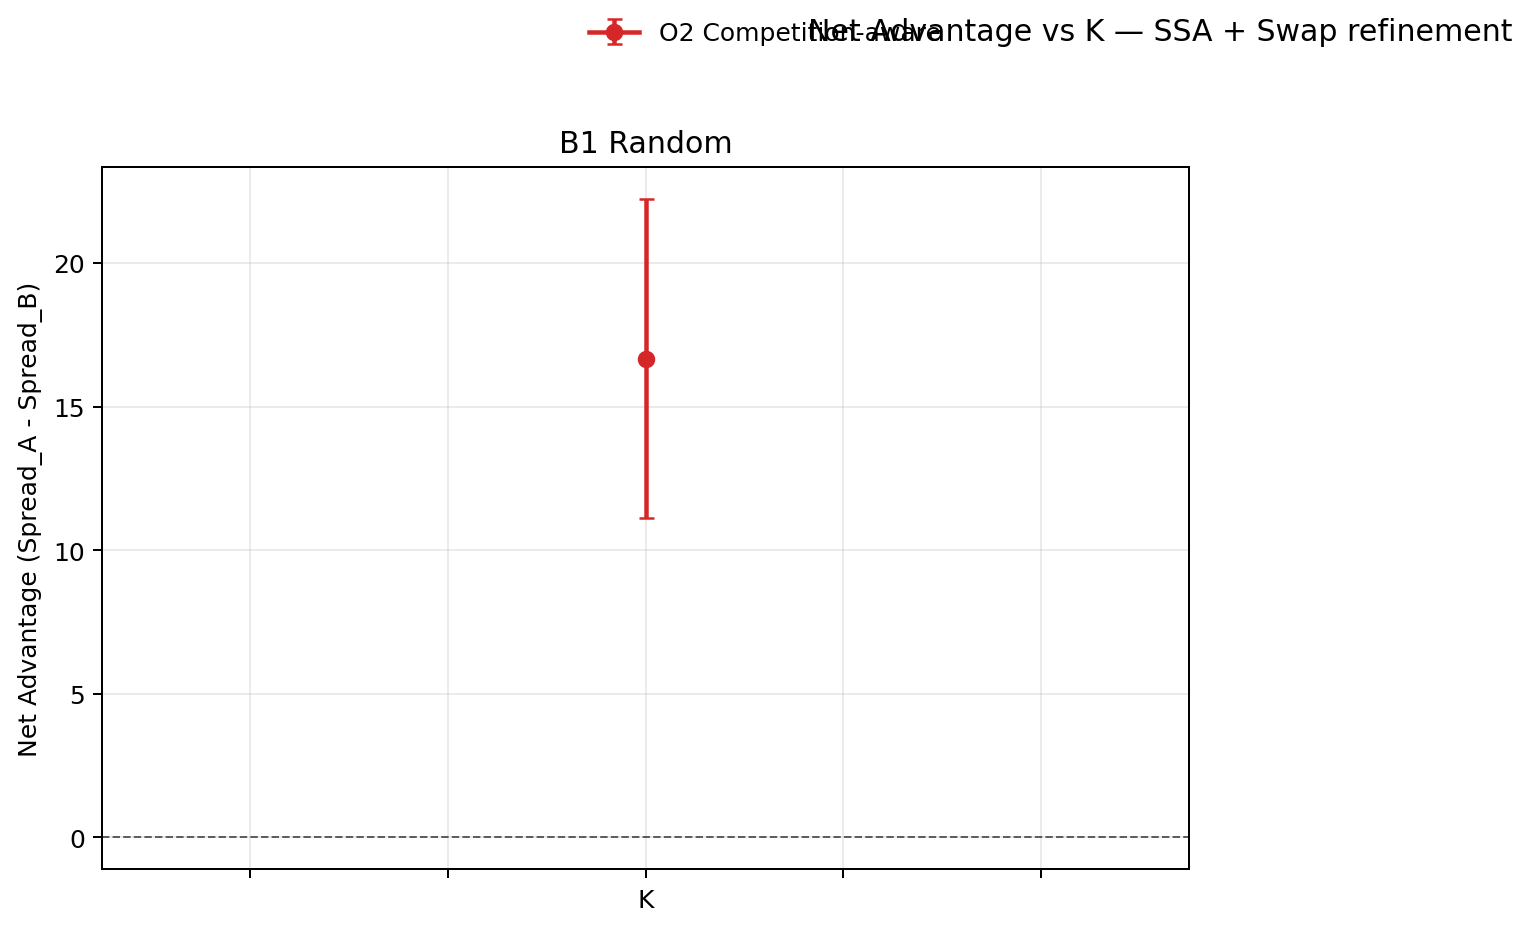 O2 Competition-aware
Net Advantage vs K — SSA + Swap refinement
B1 Random
Net Advantage (Spread_A - Spread_B)
20
15
10
5
0
K